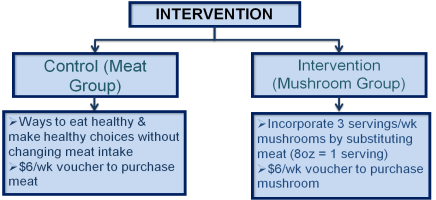 INTERVENTION
Control (Meat
Group)
Intervention
(Mushroom Group)
➢Ways to eat healthy &
make healthy choices without
changing meat intake
➢$6/wk voucher to purchase
meat
➢Incorporate 3 servings/wk
mushrooms by substituting
meat (8oz = 1 serving)
➢$6/wk voucher to purchase
mushroom